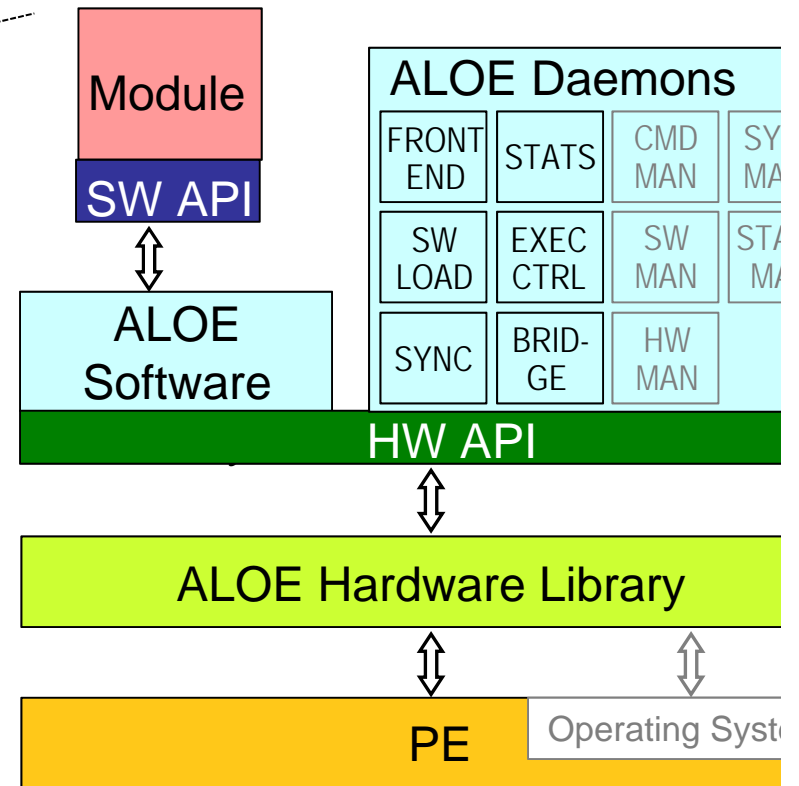 Module
SW API
ALOE
Software
ALOE Daemons
FRONT
END
STATS
CMD
MAN
SW
LOAD
EXEC
CTRL
SW
MAN
SYNC
BRID-
GE
HW
MAN
HW API
ALOE Hardware Library
PE
Operating